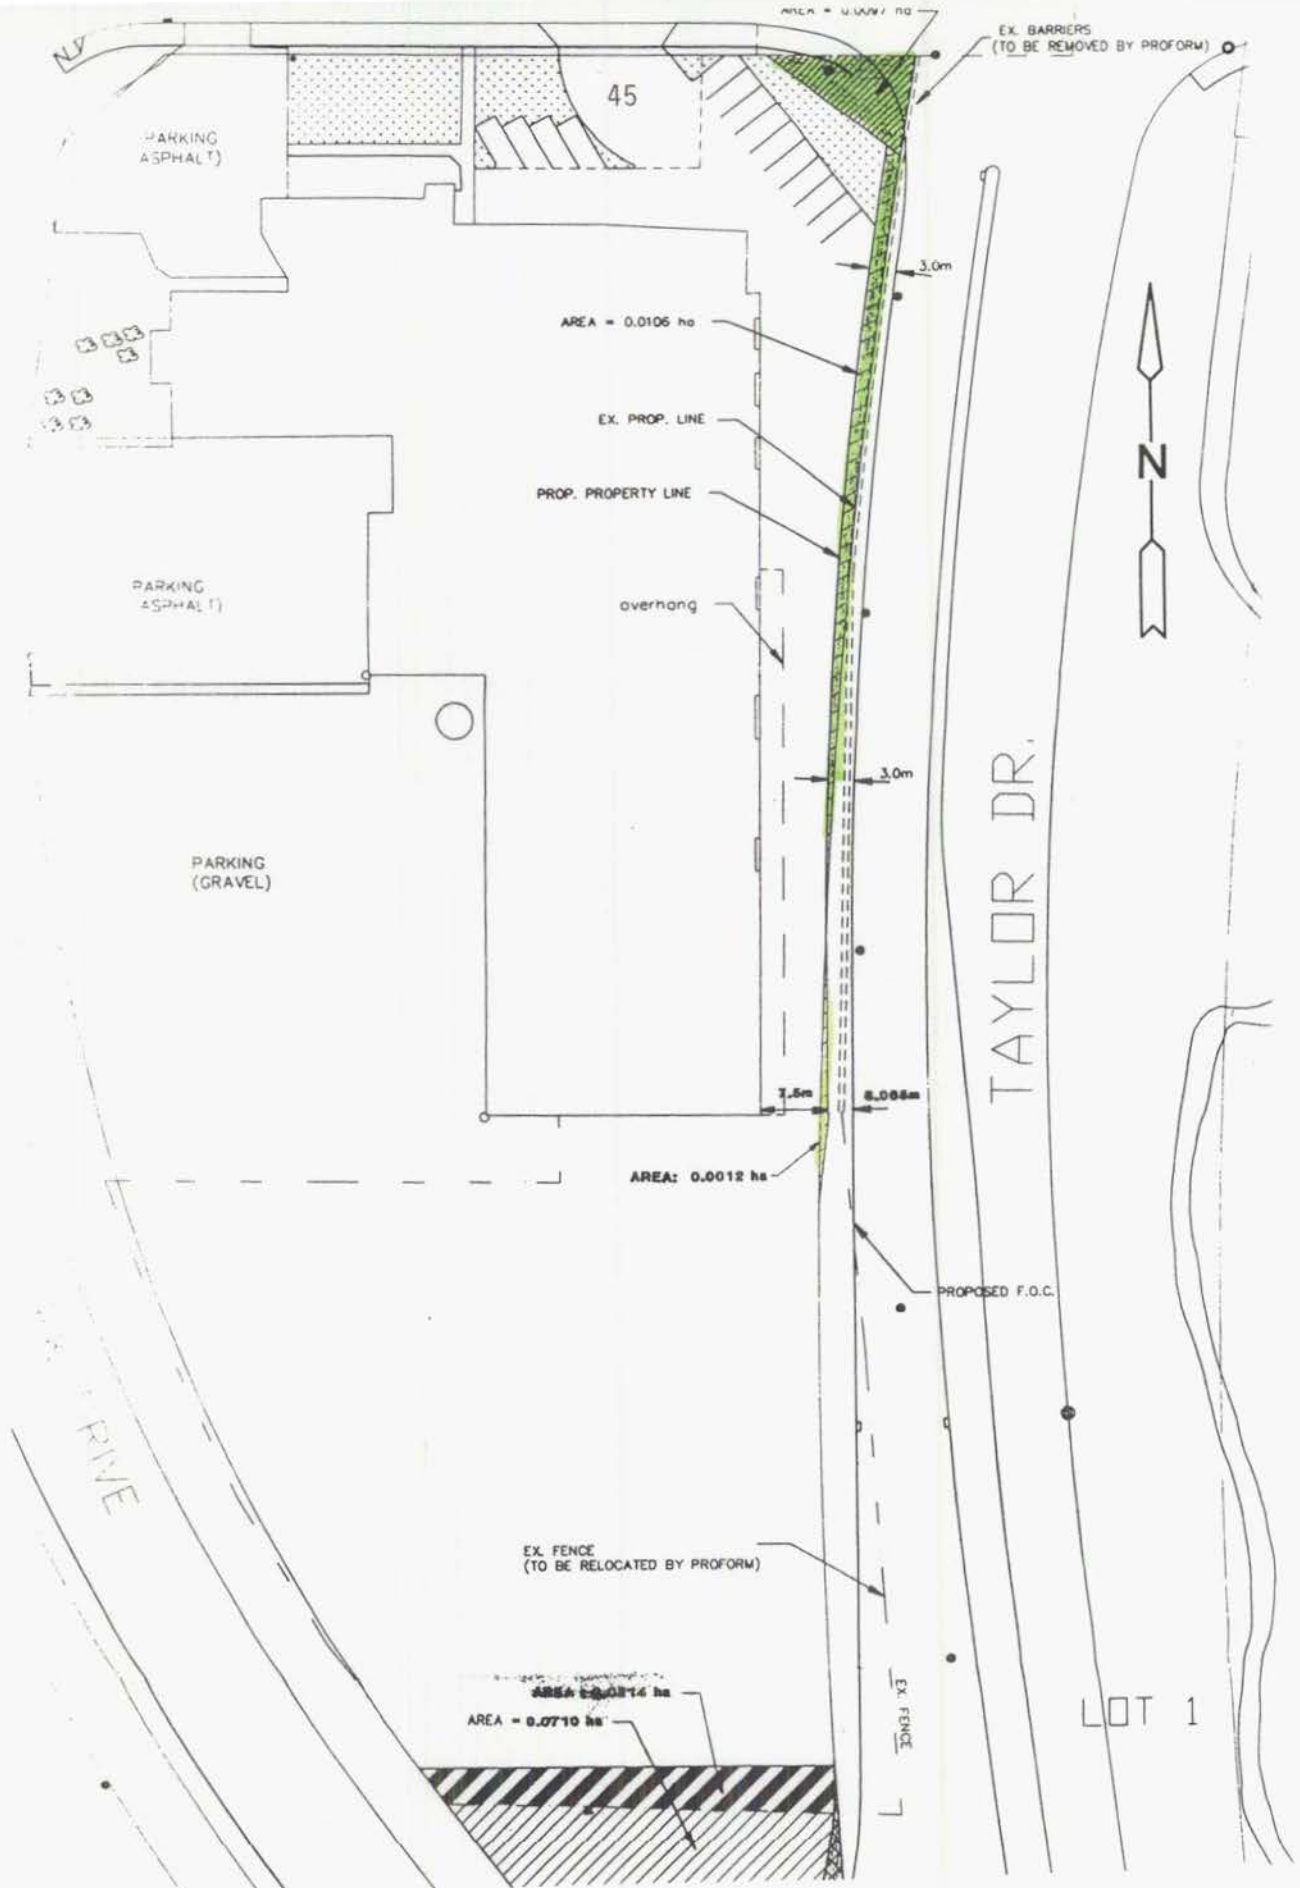 EX. BARRIERS
(TO BE REMOVED BY PROFORM)
45
PARKING
ASPHALT)
3.0m
AREA = 0.0106 ha
EX. PROP. LINE
N
PROP. PROPERTY LINE
PARKING
ASPHALT)
overhang
3.0m
TAYLOR DR.
PARKING
(GRAVEL)
7.5m
AREA: 0.0012 ha
PROPOSED F.O.C.
RIVE
EX. FENCE
(TO BE RELOCATED BY PROFORM)
EX. FENCE
AREA = 0.0710 ha
LOT 1